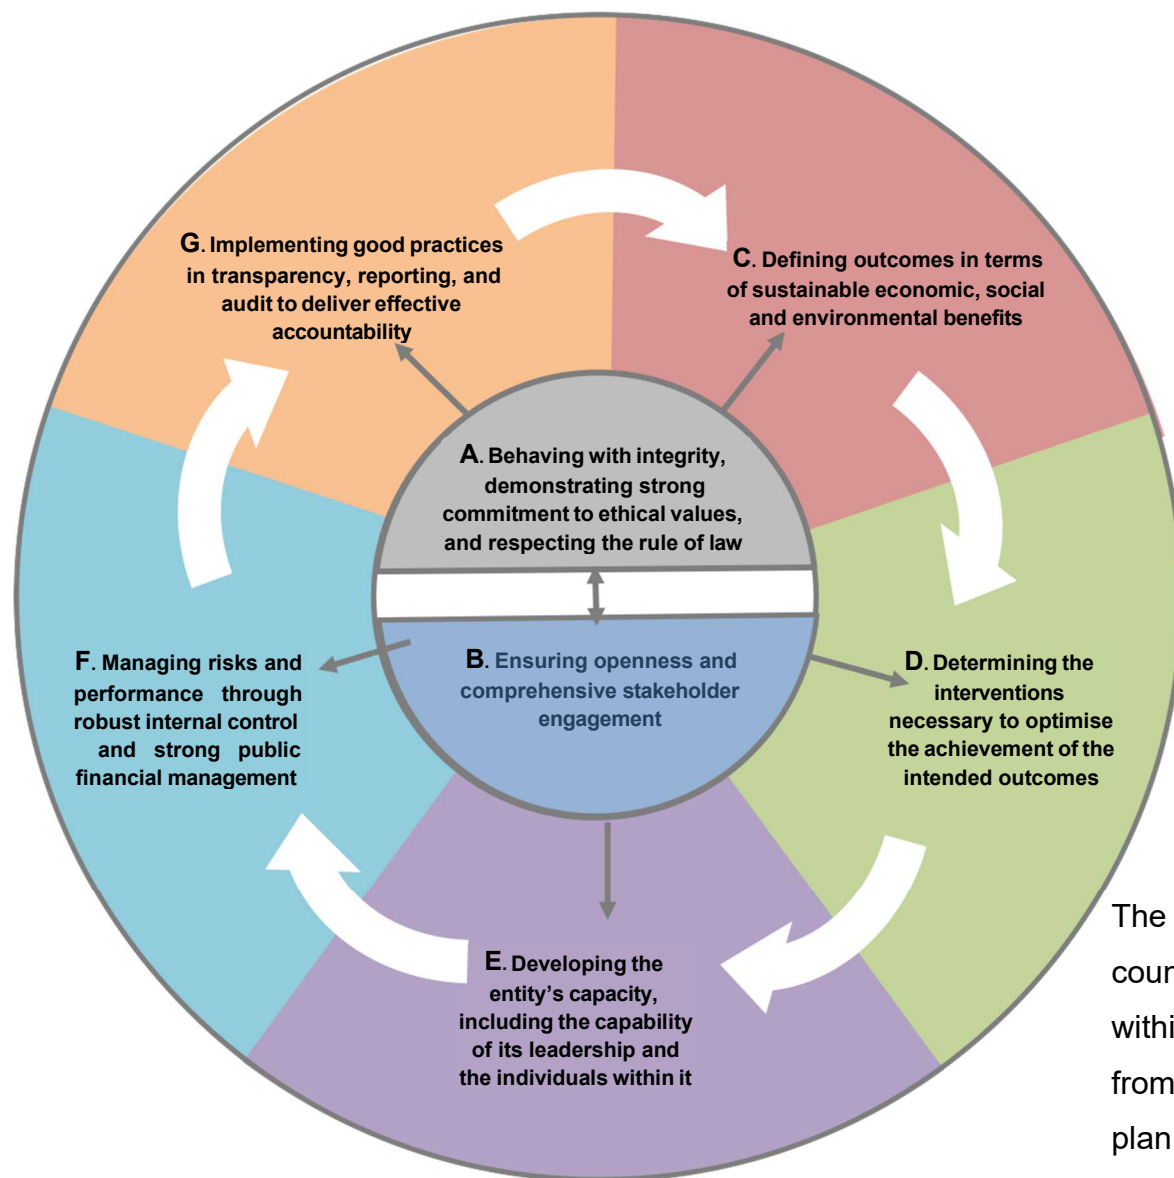 G. Implementing good practices
in transparency, reporting, and
audit to deliver effective
accountability
C. Defining outcomes in terms
of sustainable economic, social
and environmental benefits
A. Behaving with integrity,
demonstrating strong
commitment to ethical values,
and respecting the rule of law
B. Ensuring openness and
comprehensive stakeholder
engagement
F. Managing risks and
performance through
robust internal control
and strong public
financial management
D. Determining the
interventions
necessary to optimise
the achievement of the
intended outcomes
E. Developing the
entity’s capacity,
including the capability
of its leadership and
the individuals within it
The
from
plan